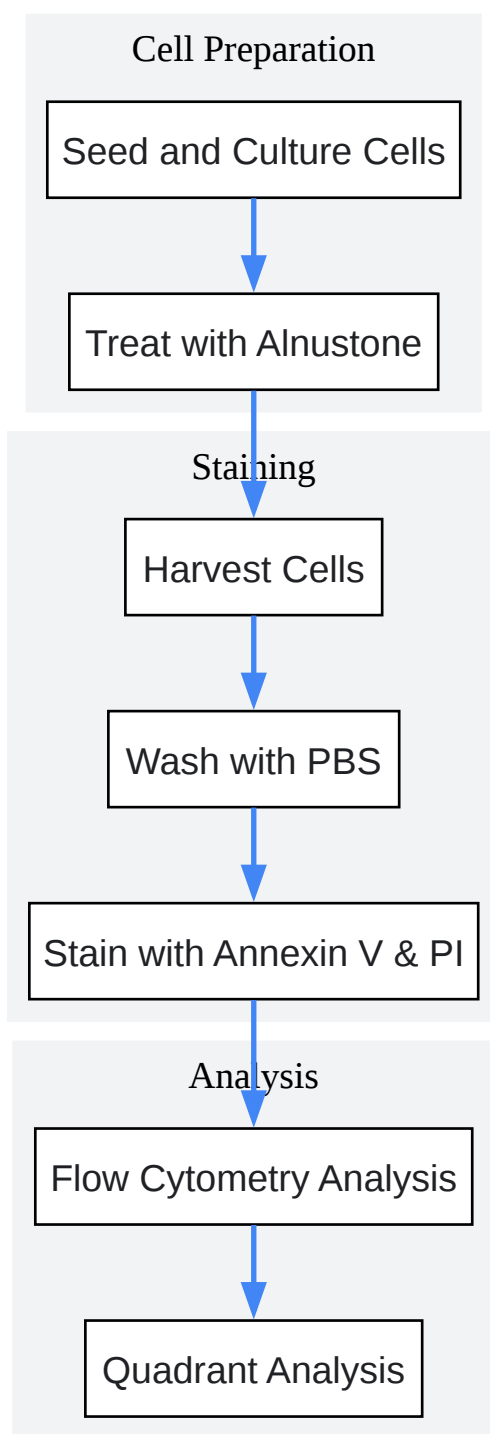 Cell Preparation
Seed and Culture Cells
Treat with Alnustone
Staining
Harvest Cells
Wash with PBS
Stain with Annexin V & PI
Analysis
Flow Cytometry Analysis
Quadrant Analysis